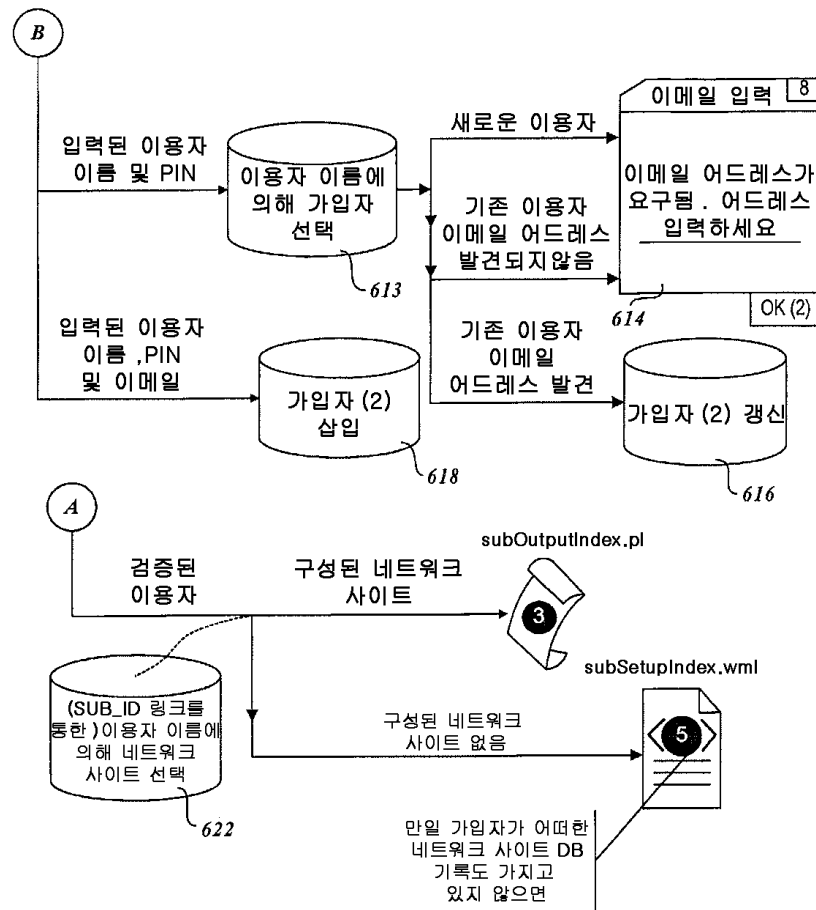 B
입력된 이용자
이름 및 PIN
이용자 이름에
의해 가입자
선택
613
새로운 이용자
기존 이용자
이메일 어드레스
발견되지않음
이메일 입력
8
이메일 어드레스가
요구됨 . 어드레스
입력하세요
614
OK (2)
입력된 이용자
이름 ,PIN
및 이메일
가입자 (2)
삽입
618
기존 이용자
이메일
어드레스 발견
가입자 (2) 갱신
616
A
검증된
이용자
구성된 네트워크
사이트
subOutputIndex.pl
3
subSetupIndex.wml
(SUB_ID 링크를
통한 )이용자 이름에
의해 네트워크
사이트 선택
622
구성된 네트워크
사이트 없음
5
만일 가입자가 어떠한
네트워크 사이트 DB
기록도 가지고
있지 않으면